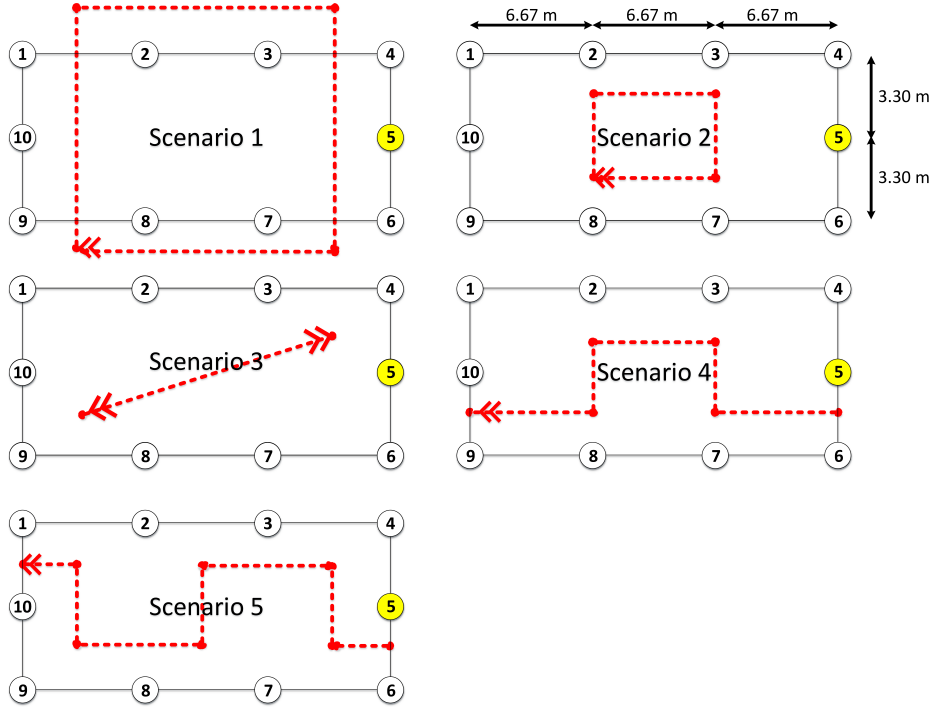 6.67 m 6.67 m 6.67 m
1 2 3 4 1 2 3 4
3.30 m
10 Scenario 1 5 10 Scenario 2 5
3.30 m
9 8 7 6 9 8 7 6
1 2 3 4 1 2 3 4
10 Scenario 3 5 10 Scenario 4 5
9 8 7 6 9 8 7 6
1 2 3 4
10 Scenario 5 5
9 8 7 6